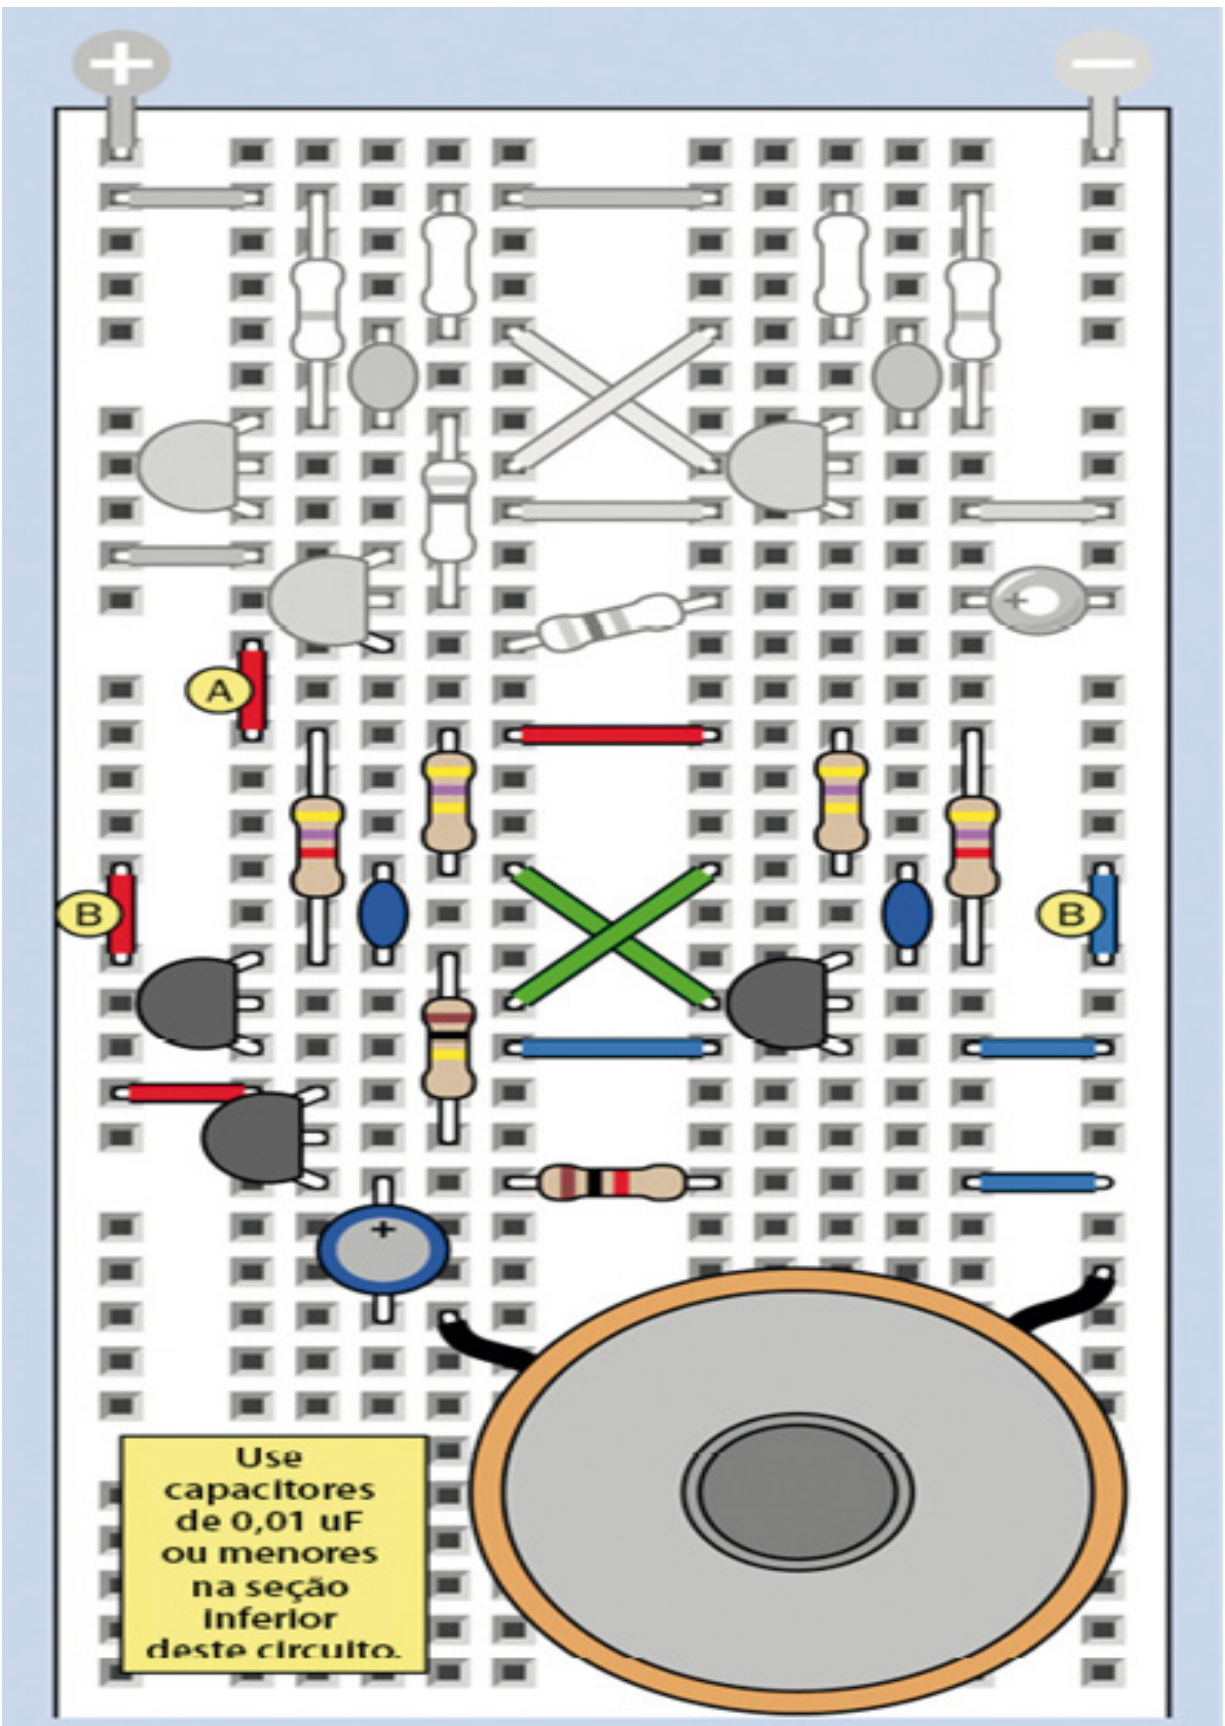 +
−
A
B
B
+
+
Use
capacitores
de 0,01 uF
ou menores
na seção
inferior
deste circuito.